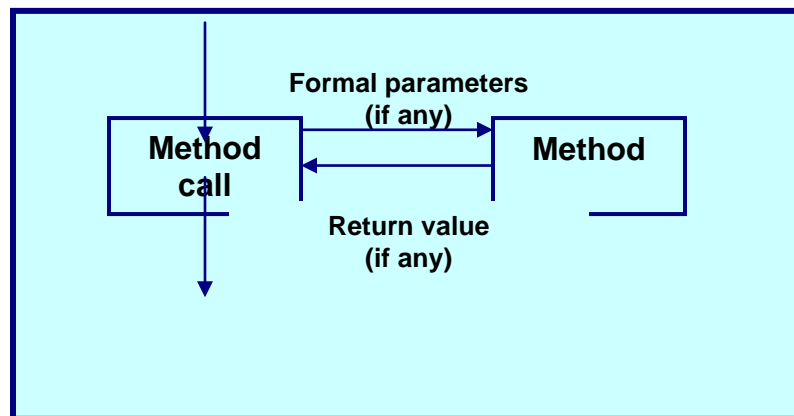 Formal parameters
(if any)
Method
call
Method
Return value
(if any)